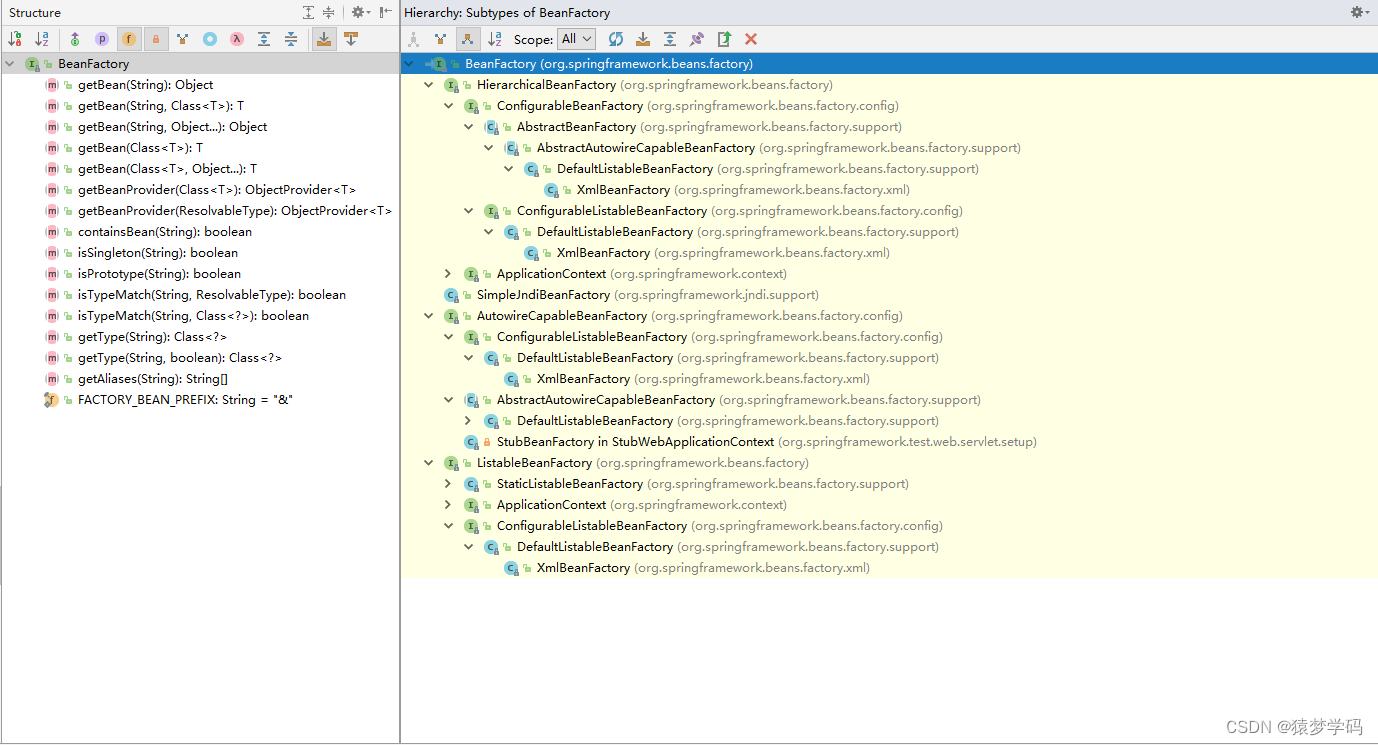 Structure
BeanFactory
getBean(String): Object
getBean(String, Class<T>): T
getBean(String, Object...): Object
getBean(Class<T>): T
getBean(Class<T>, Object...): T
getBeanProvider(Class<T>): ObjectProvider<T>
getBeanProvider(ResolvableType): ObjectProvider<T>
containsBean(String): boolean
isSingleton(String): boolean
isPrototype(String): boolean
isTypeMatch(String, ResolvableType): boolean
isTypeMatch(String, Class<?>): boolean
getType(String): Class<?>
getType(String, boolean): Class<?>
getAliases(String): String[]
FACTORY_BEAN_PREFIX: String = "&"
Hierarchy: Subtypes of BeanFactory
Scope: All
BeanFactory (org.springframework.beans.factory)
HierarchicalBeanFactory (org.springframework.beans.factory)
ConfigurableBeanFactory (org.springframework.beans.factory.config)
AbstractBeanFactory (org.springframework.beans.factory.support)
AbstractAutowireCapableBeanFactory (org.springframework.beans.factory.support)
DefaultListableBeanFactory (org.springframework.beans.factory.support)
XmlBeanFactory (org.springframework.beans.factory.xml)
ConfigurableListableBeanFactory (org.springframework.beans.factory.config)
DefaultListableBeanFactory (org.springframework.beans.factory.support)
XmlBeanFactory (org.springframework.beans.factory.xml)
ApplicationContext (org.springframework.context)
SimpleJndiBeanFactory (org.springframework.jndi.support)
AutowireCapableBeanFactory (org.springframework.beans.factory.config)
ConfigurableListableBeanFactory (org.springframework.beans.factory.config)
DefaultListableBeanFactory (org.springframework.beans.factory.support)
XmlBeanFactory (org.springframework.beans.factory.xml)
AbstractAutowireCapableBeanFactory (org.springframework.beans.factory.support)
DefaultListableBeanFactory (org.springframework.beans.factory.support)
StubBeanFactory in StubWebApplicationContext (org.springframework.test.web.servlet.setup)
ListableBeanFactory (org.springframework.beans.factory)
StaticListableBeanFactory (org.springframework.beans.factory.support)
ApplicationContext (org.springframework.context)
ConfigurableListableBeanFactory (org.springframework.beans.factory.config)
DefaultListableBeanFactory (org.springframework.beans.factory.support)
XmlBeanFactory (org.springframework.beans.factory.xml)
CSDN @猿梦学码